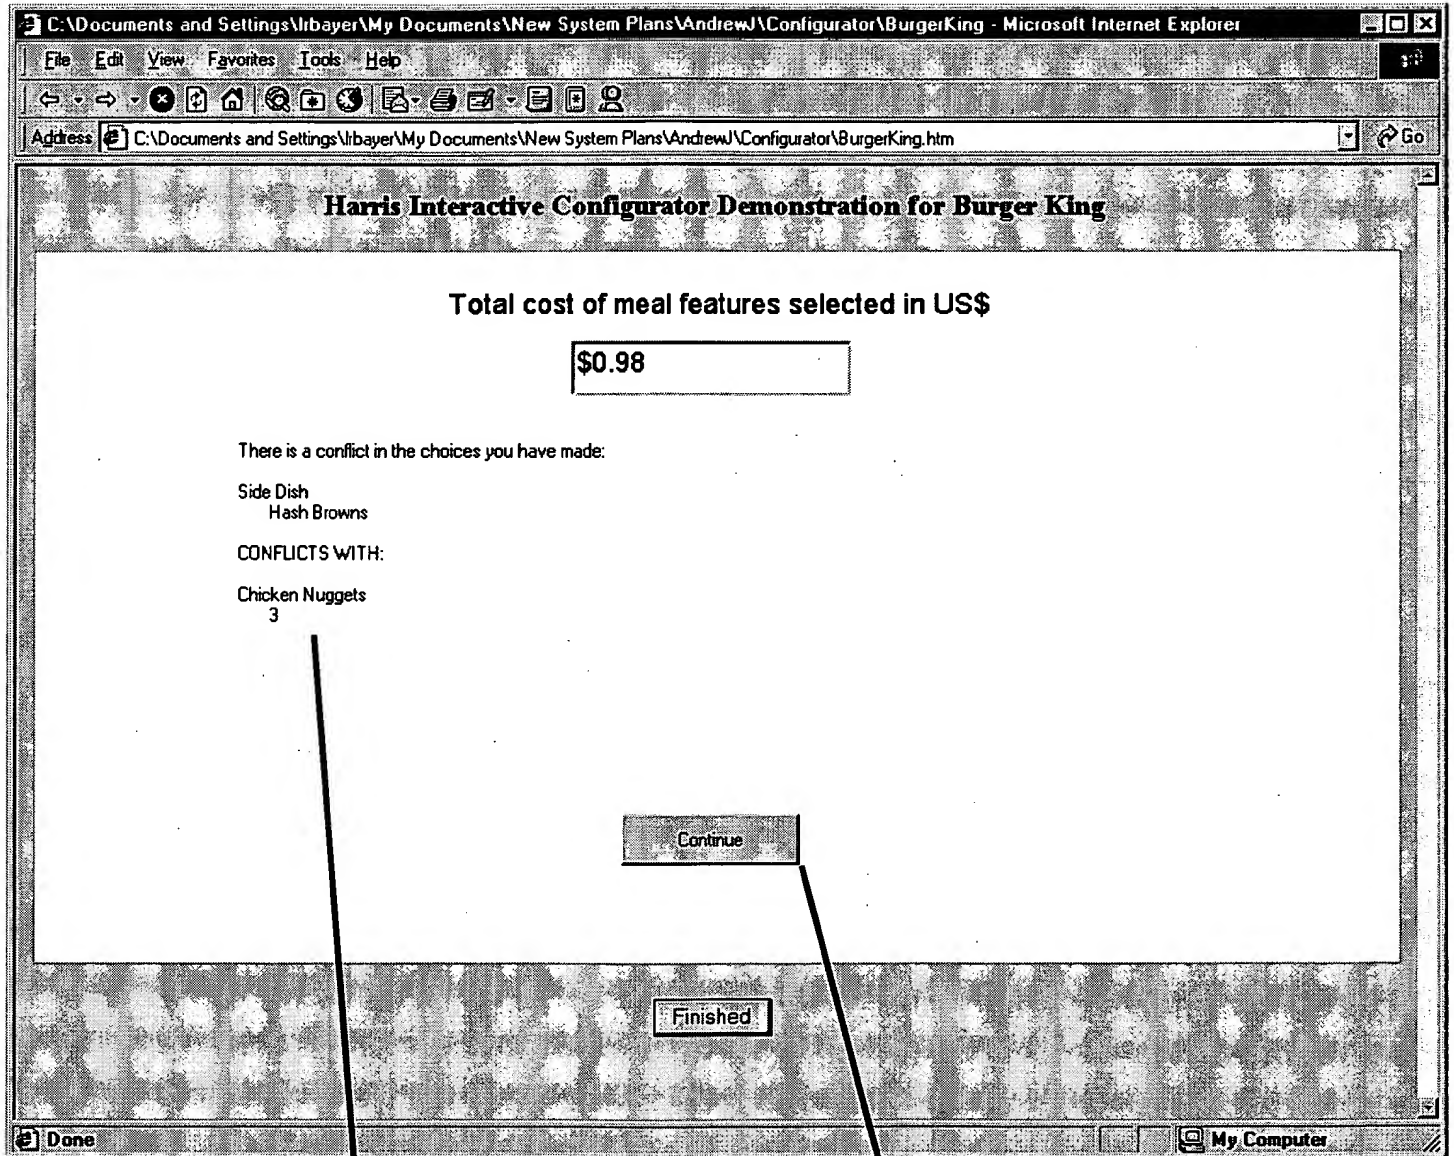 C:\Documents and Settings\lrbayer\My Documents\New System Plans\AndrewJ\Configurator\BurgerKing - Microsoft Internet Explorer
File Edit View Favorites Tools Help
Address C:\Documents and Settings\lrbayer\My Documents\New System Plans\AndrewJ\Configurator\BurgerKing.htm Go
Harris Interactive Configurator Demonstration for Burger King
Total cost of meal features selected in US$
$0.98
There is a conflict in the choices you have made:
Side Dish
Hash Browns
CONFLICTS WITH:
Chicken Nuggets
3
Continue
Finished
Done My Computer